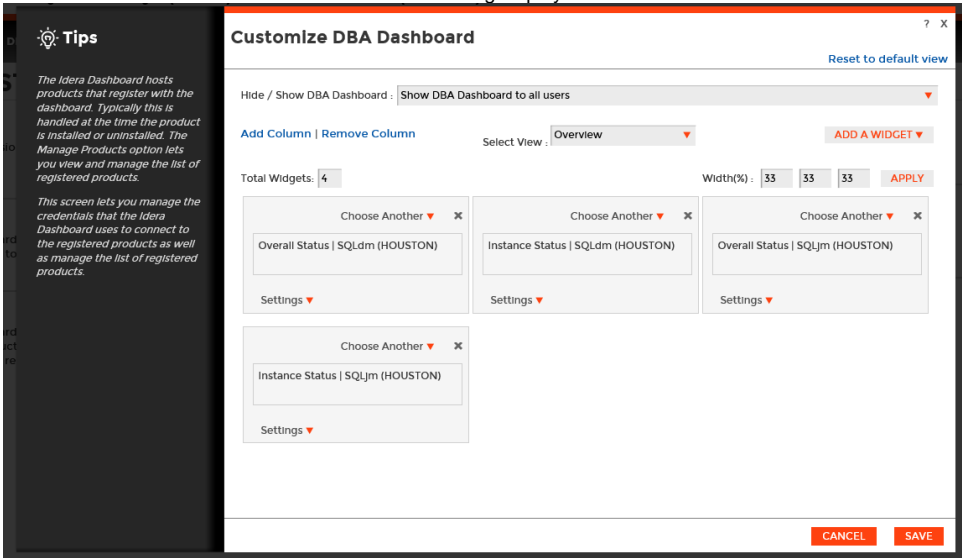 Tips
The Idera Dashboard hosts
products that register with the
dashboard. Typically this is
handled at the time the product
is installed or uninstalled. The
Manage Products option lets
you view and manage the list of
registered products.
This screen lets you manage the
credentials that the Idera
Dashboard uses to connect to
the registered products as well
as manage the list of registered
products.
? X
Customize DBA Dashboard
Reset to default view
Hide / Show DBA Dashboard : Show DBA Dashboard to all users
Add Column | Remove Column
Select View : Overview
ADD A WIDGET
Total Widgets: 4
Width(%) : 33 33 33 APPLY
Choose Another
Overall Status | SQLdm (HOUSTON)
Settings
Choose Another
Instance Status | SQLdm (HOUSTON)
Settings
Choose Another
Overall Status | SQLjm (HOUSTON)
Settings
Choose Another
Instance Status | SQLjm (HOUSTON)
Settings
CANCEL SAVE